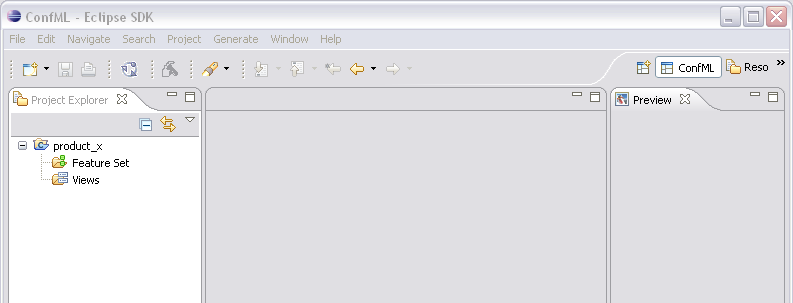 ConfML - Eclipse SDK
File Edit Navigate Search Project Generate Window Help
ConfML Reso »
Project Explorer
Preview
product_x
Feature Set
Views